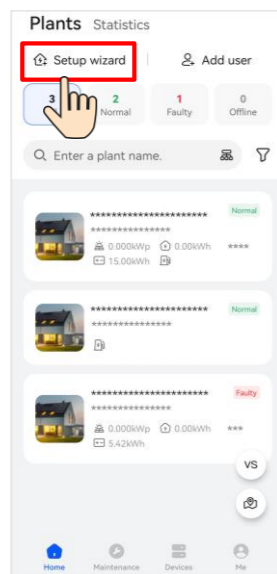 Plants Statistics
Setup wizard Add user
3 2 1 0
Normal Faulty Offline
Enter a plant name.
*********************** Normal
****************
0.000kWp 0.00kWh ****
15.00kWh
*********************** Normal
****************
*********************** Faulty
****************
0.000kWp 0.00kWh ***
5.42kWh
VS
Home Maintenance Devices Me